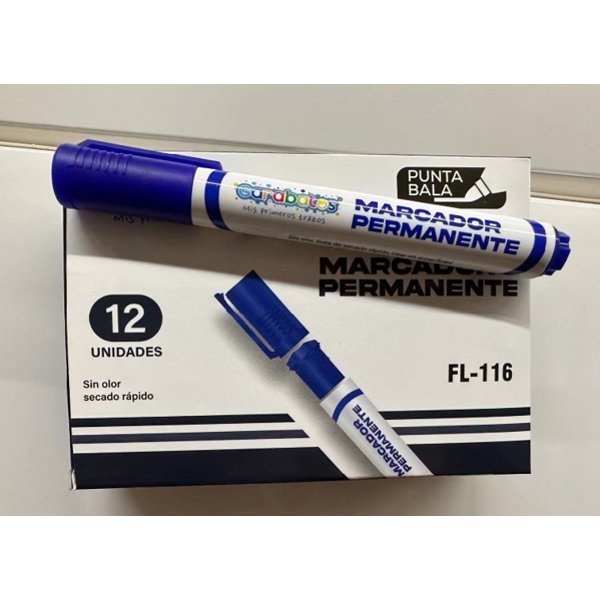 PUNTA
BALA
Garabatos
Mis primeros trazos
MARCADOR
PERMANENTE
Mis
MARCADOR
PERMANENTE
12
UNIDADES
Sin olor
secado rápido
FL-116
MARCADOR
PERMANENTE